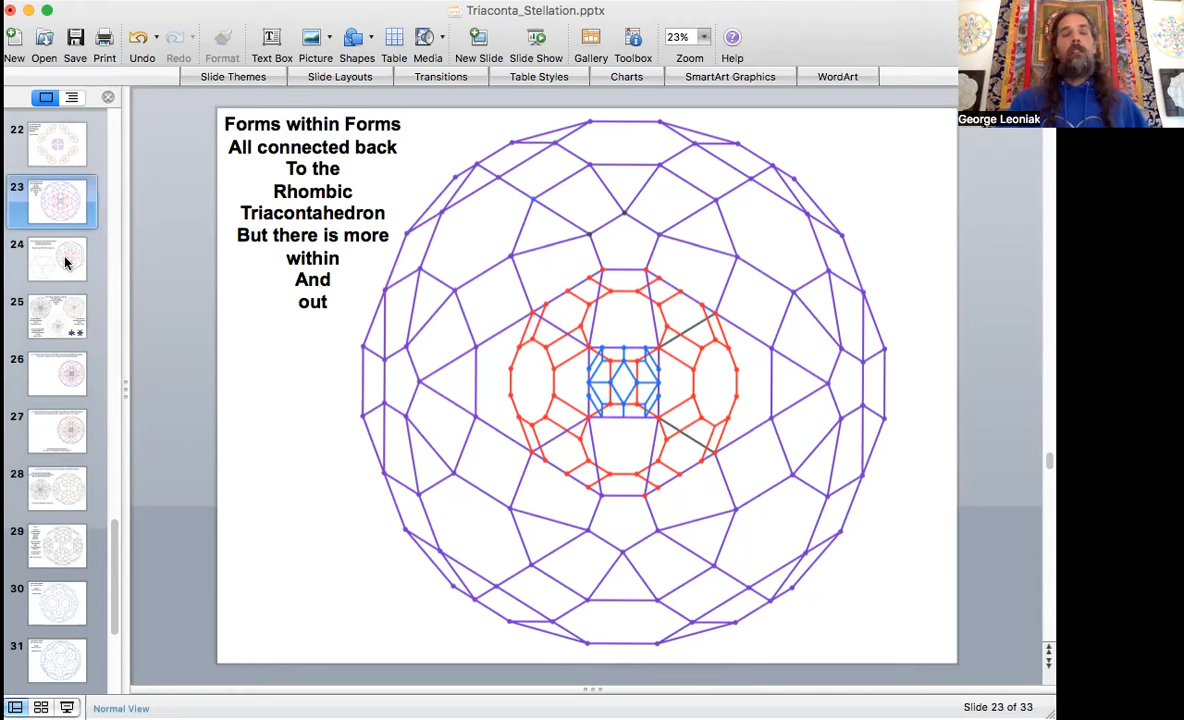 Triaconta_Stellation.pptx
New Open Save Print Undo Redo Format Text Box Picture Shapes Table Media New Slide Slide Show Gallery Toolbox 23% Zoom Help
Slide Themes Slide Layouts Transitions Table Styles Charts SmartArt Graphics WordArt
George Leoniak
22
23
24
25
26
27
28
29
30
31
Forms within Forms
All connected back
To the
Rhombic
Triacontahedron
But there is more
within
And
out
Normal View
Slide 23 of 33